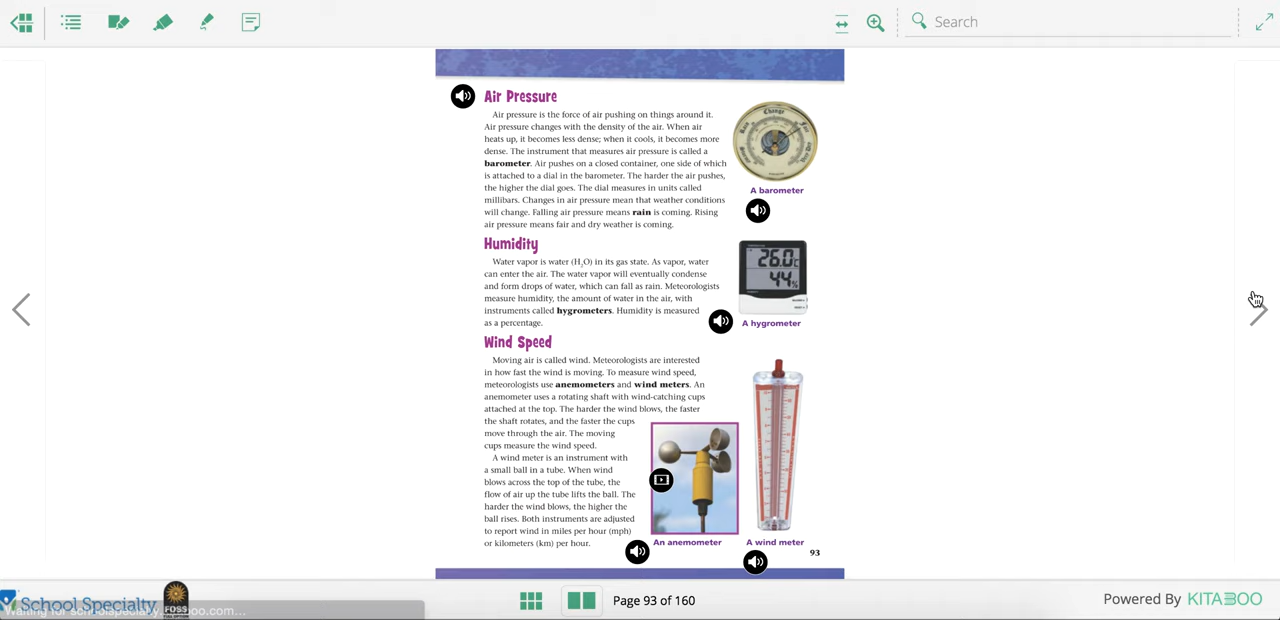 Search
Air Pressure
Air pressure is the force of air pushing on things around it.
Air pressure changes with the density of the air. When air
heats up, it becomes less dense; when it cools, it becomes more
dense. The instrument that measures air pressure is called a
barometer. Air pushes on a closed container, one side of which
is attached to a dial in the barometer. The harder the air pushes,
the higher the dial goes. The dial measures in units called
millibars. Changes in air pressure mean that weather conditions
will change. Falling air pressure means rain is coming. Rising
air pressure means fair and dry weather is coming.
Change
Rain
Fair
A barometer
Humidity
Water vapor is water (H₂O) in its gas state. As vapor, water
can enter the air. The water vapor will eventually condense
and form drops of water, which can fall as rain. Meteorologists
measure humidity, the amount of water in the air, with
instruments called hygrometers. Humidity is measured
as a percentage.
26.0
44%
A hygrometer
Wind Speed
Moving air is called wind. Meteorologists are interested
in how fast the wind is moving. To measure wind speed,
meteorologists use anemometers and wind meters. An
anemometer uses a rotating shaft with wind-catching cups
attached at the top. The harder the wind blows, the faster
the shaft rotates, and the faster the cups
move through the air. The moving
cups measure the wind speed.
A wind meter is an instrument with
a small ball in a tube. When wind
blows across the top of the tube, the
flow of air up the tube lifts the ball. The
harder the wind blows, the higher the
ball rises. Both instruments are adjusted
to report wind in miles per hour (mph)
or kilometers (km) per hour.
An anemometer
A wind meter
93
School Specialty
FOSS
Page 93 of 160
Powered By KITABOO